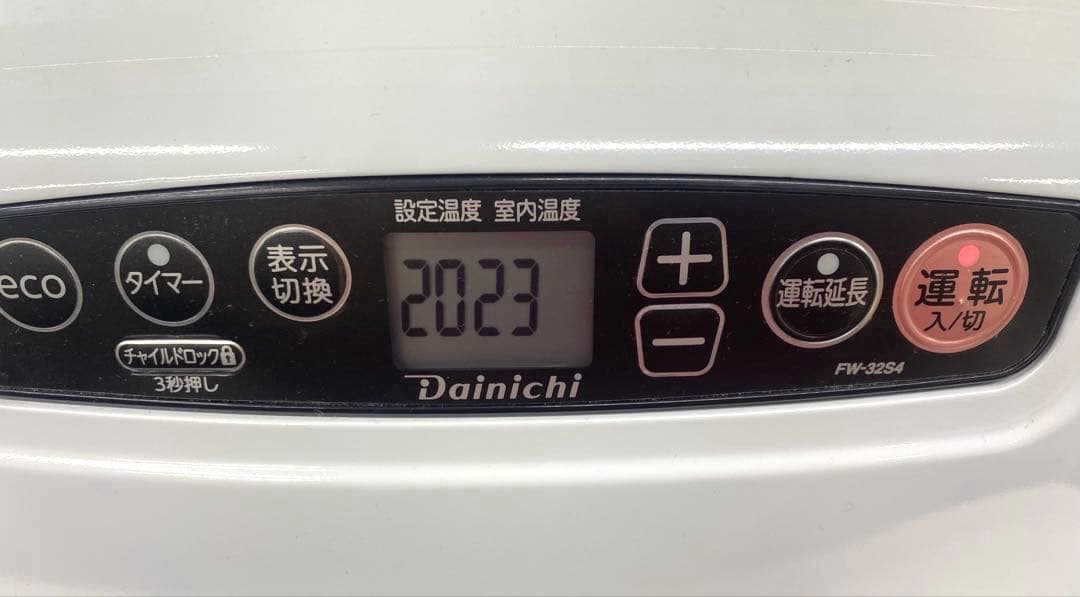 設定温度 室内温度
eco
タイマー
表示
切換
2023
運転延長
運転
入/切
チャイルドロック
3秒押し
Dainichi
FW-32S4